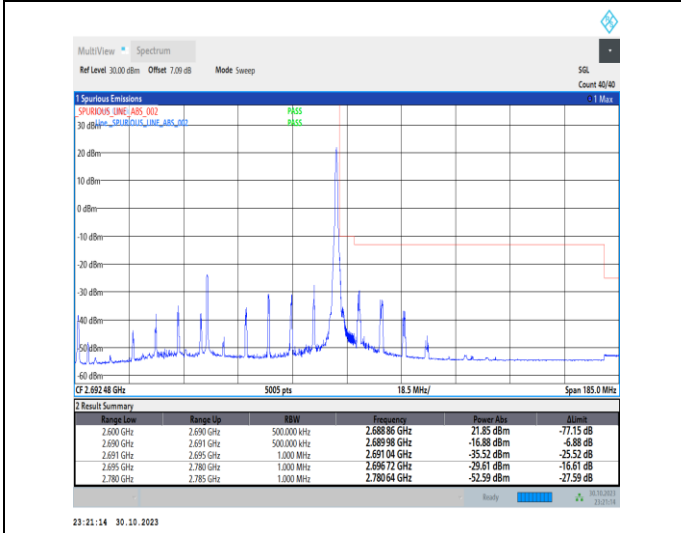 MultiView Spectrum
Ref Level 30.00 dBm Offset 7.09 dB Mode Sweep SGL
Count 40/40
1 Spurious Emissions 1 Max
_SPURIOUS_LINE_ABS_002 PASS
Line _SPURIOUS_LINE_ABS_002 PASS
30 dBm
20 dBm
10 dBm
0 dBm
-10 dBm
-20 dBm
-30 dBm
-40 dBm
-50 dBm
-60 dBm
CF 2.692 48 GHz 5005 pts 18.5 MHz/ Span 185.0 MHz
2 Result Summary
Range Low Range Up RBW Frequency Power Abs ΔLimit
2.600 GHz 2.690 GHz 500.000 kHz 2.688 86 GHz 21.85 dBm -77.15 dB
2.690 GHz 2.691 GHz 500.000 kHz 2.689 98 GHz -16.88 dBm -6.88 dB
2.691 GHz 2.695 GHz 1.000 MHz 2.691 04 GHz -35.52 dBm -25.52 dB
2.695 GHz 2.780 GHz 1.000 MHz 2.696 72 GHz -29.61 dBm -16.61 dB
2.780 GHz 2.785 GHz 1.000 MHz 2.780 64 GHz -52.59 dBm -27.59 dB
Ready 30.10.2023
23:21:14
23:21:14 30.10.2023